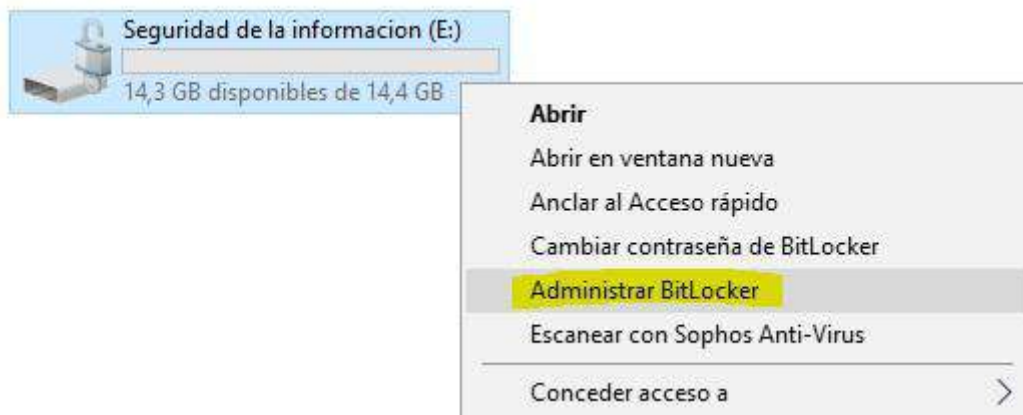 Seguridad de la informacion (E:)
14,3 GB disponibles de 14,4 GB
Abrir
Abrir en ventana nueva
Anclar al Acceso rápido
Cambiar contraseña de BitLocker
Administrar BitLocker
Escanear con Sophos Anti-Virus
Conceder acceso a